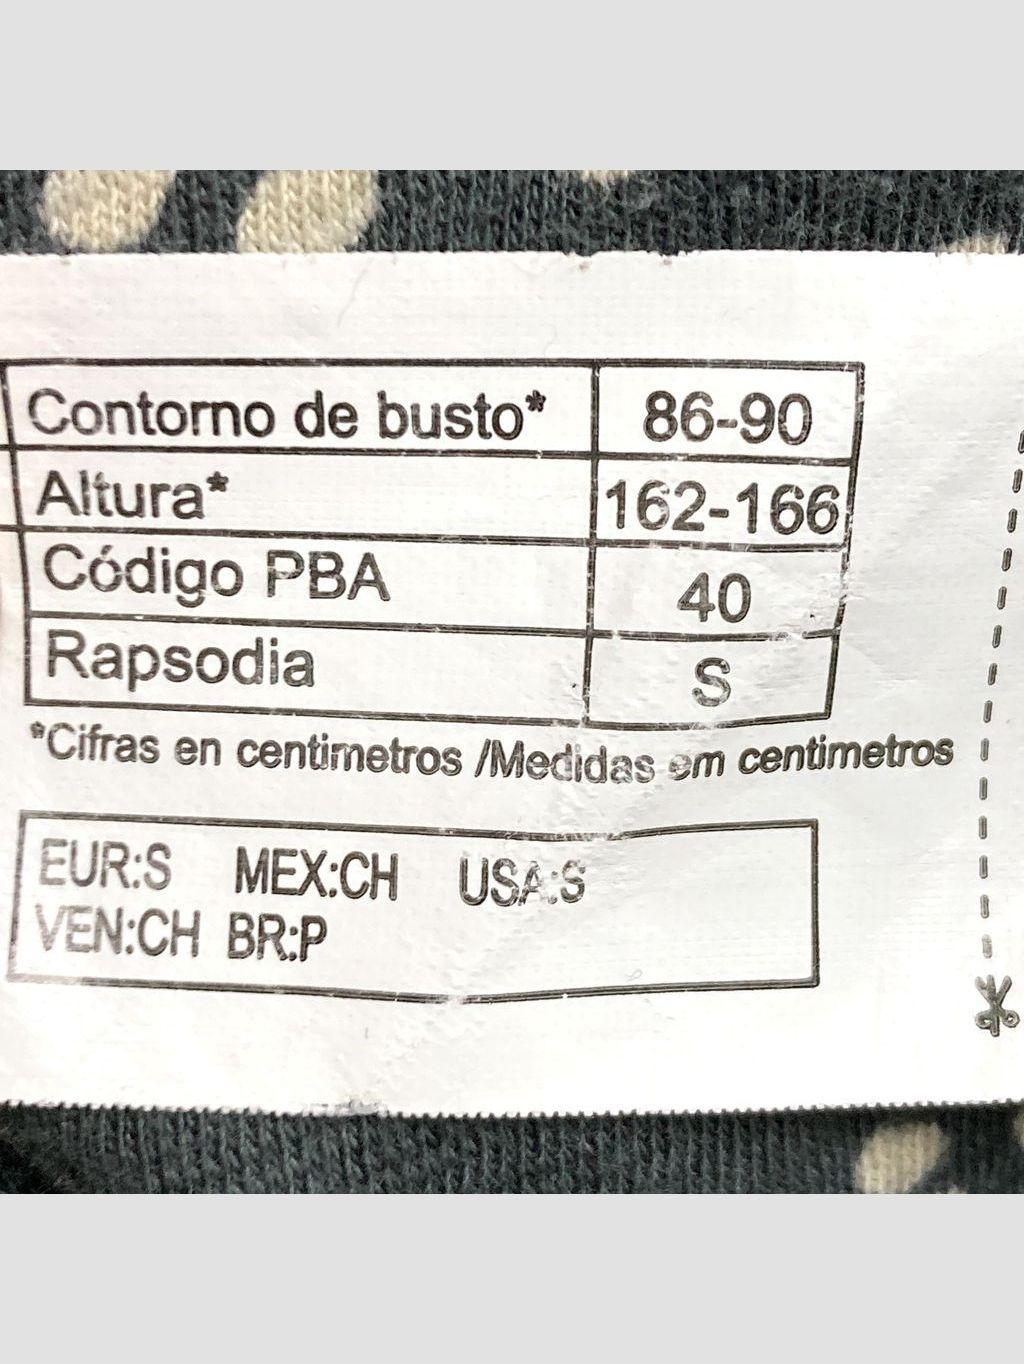 Contorno de busto* 86-90
Altura* 162-166
Código PBA 40
Rapsodia S
*Cifras en centimetros /Medidas em centimetros
EUR:S MEX:CH USA:S
VEN:CH BR:P